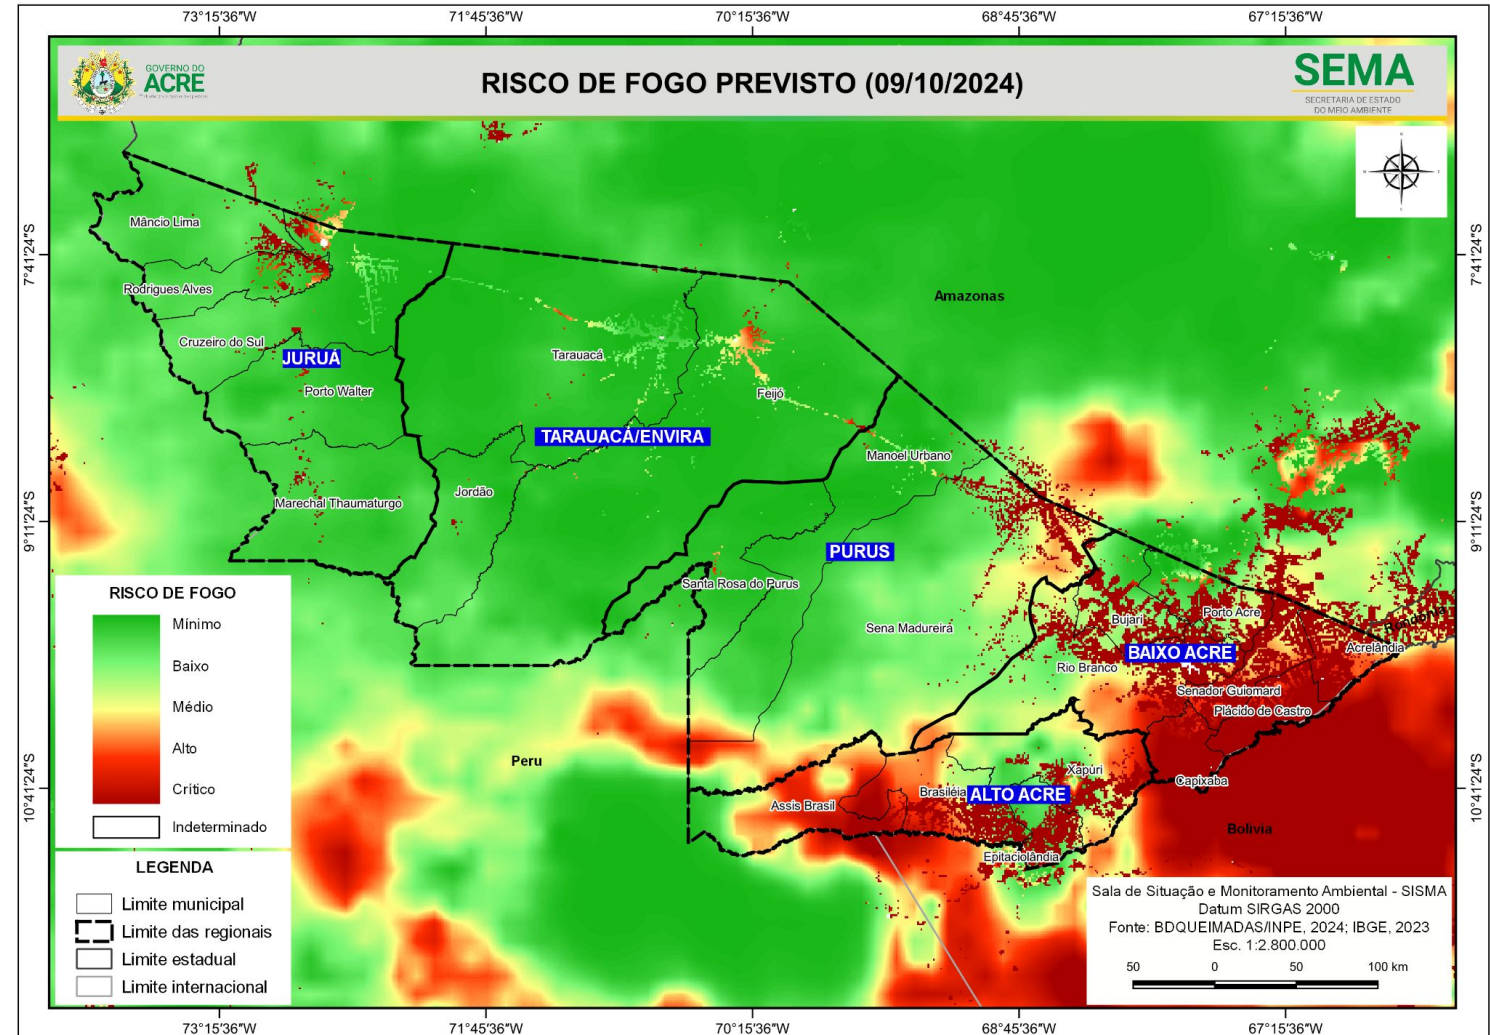 73°15'36"W
71°45'36"W
70°15'36"W
68°45'36"W
67°15'36"W
GOVERNO DO
ACRE
RISCO DE FOGO PREVISTO (09/10/2024)
SEMA
SECRETARIA DE ESTADO
DO MEIO AMBIENTE
7°41'24"S
7°41'24"S
Mâncio Lima
Rodrigues Alves
Amazonas
Cruzeiro do Sul
JURUÁ
Tarauacá
Porto Walter
Feijó
TARAUACÁ/ENVIRA
Manoel Urbano
Jordão
Marechal Thaumaturgo
9°11'24"S
9°11'24"S
PURUS
Santa Rosa do Purus
Sena Madureira
Bujari
Porto Acre
Rondônia
Acrelândia
BAIXO ACRE
Rio Branco
Senador Guiomard
Plácido de Castro
Peru
Xapuri
Capixaba
Brasiléia
ALTO ACRE
Assis Brasil
Bolivia
Epitaciolândia
10°41'24"S
10°41'24"S
RISCO DE FOGO
Mínimo
Baixo
Médio
Alto
Crítico
Indeterminado
LEGENDA
Limite municipal
Limite das regionais
Limite estadual
Limite internacional
Sala de Situação e Monitoramento Ambiental - SISMA
Datum SIRGAS 2000
Fonte: BDQUEIMADAS/INPE, 2024; IBGE, 2023
Esc. 1:2.800.000
50 0 50 100 km
73°15'36"W
71°45'36"W
70°15'36"W
68°45'36"W
67°15'36"W